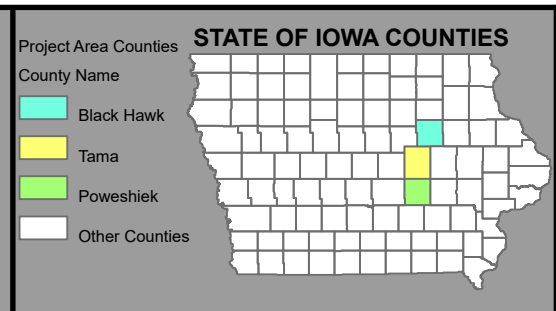 STATE OF IOWA COUNTIES
Project Area Counties
County Name
Black Hawk
Tama
Poweshiek
Other Counties